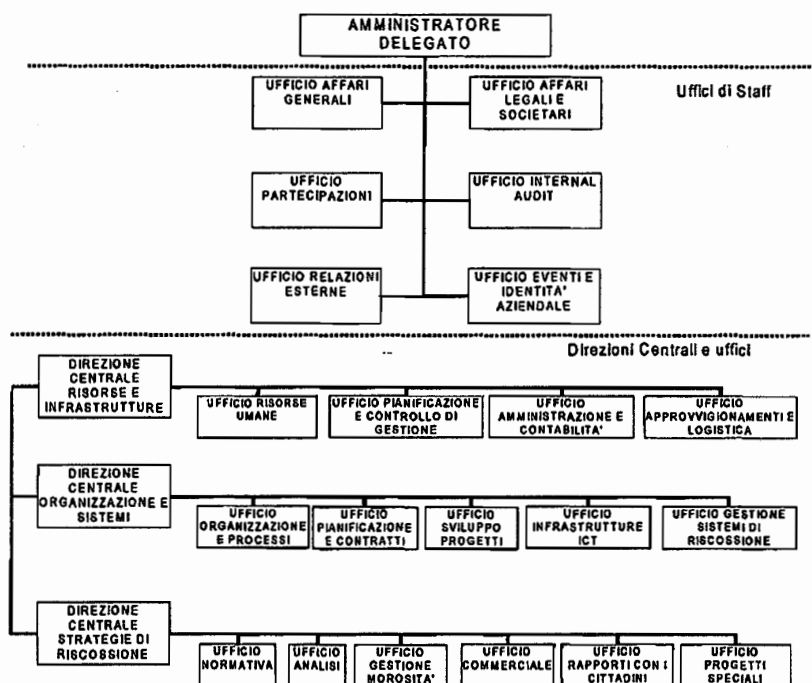 AMMINISTRATORE
DELEGATO
Uffici di Staff
UFFICIO AFFARI
GENERALI
UFFICIO AFFARI
LEGALI E
SOCIETARI
UFFICIO
PARTECIPAZIONI
UFFICIO INTERNAL
AUDIT
UFFICIO RELAZIONI
ESTERNE
UFFICIO EVENTI E
IDENTITA'
AZIENDALE
Direzioni Centrali e uffici
DIREZIONE
CENTRALE
RISORSE E
INFRASTRUTTURE
UFFICIO RISORSE
UMANE
UFFICIO PIANIFICAZIONE
E CONTROLLO DI
GESTIONE
UFFICIO
AMMINISTRAZIONE E
CONTABILITA'
UFFICIO
APPROVVIGIONAMENTI E
LOGISTICA
DIREZIONE
CENTRALE
ORGANIZZAZIONE E
SISTEMI
UFFICIO
ORGANIZZAZIONE
E PROCESSI
UFFICIO
PIANIFICAZIONE
E CONTRATTI
UFFICIO
SVILUPPO
PROGETTI
UFFICIO
INFRASTRUTTURE
ICT
UFFICIO GESTIONE
SISTEMI DI
RISCOSSIONE
DIREZIONE
CENTRALE
STRATEGIE DI
RISCOSSIONE
UFFICIO
NORMATIVA
UFFICIO
ANALISI
UFFICIO
GESTIONE
MOROSITA'
UFFICIO
COMMERCIALE
UFFICIO
RAPPORTI CON I
CITTADINI
UFFICIO
PROGETTI
SPECIALI